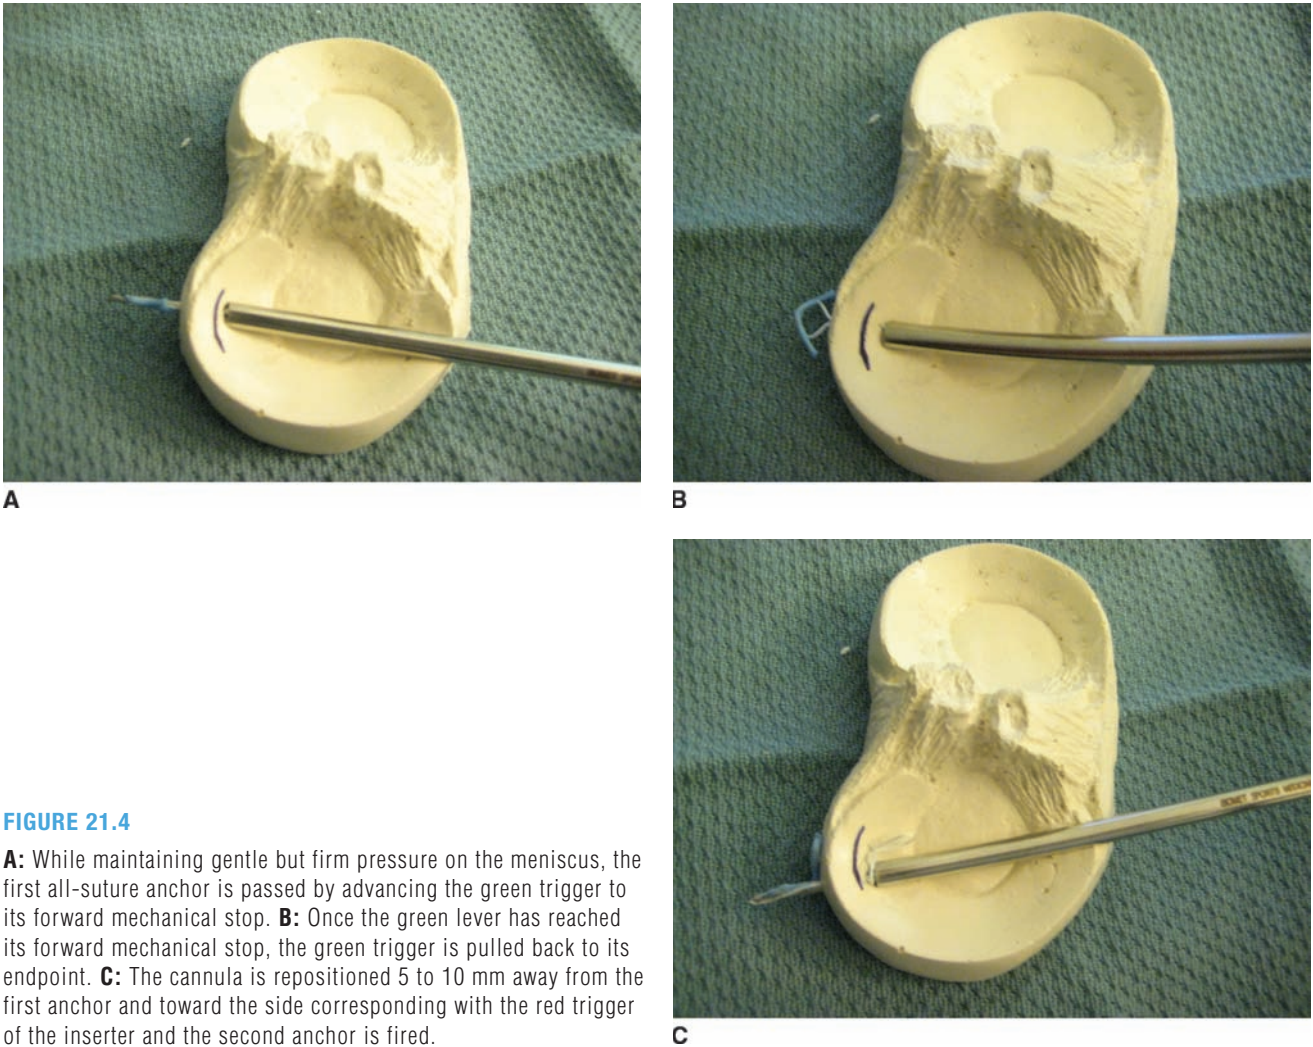 A
B
FIGURE 21.4
A: While maintaining gentle but firm pressure on the meniscus, the
first all-suture anchor is passed by advancing the green trigger to
its forward mechanical stop. B: Once the green lever has reached
its forward mechanical stop, the green trigger is pulled back to its
endpoint. C: The cannula is repositioned 5 to 10 mm away from the
first anchor and toward the side corresponding with the red trigger
of the inserter and the second anchor is fired.
C